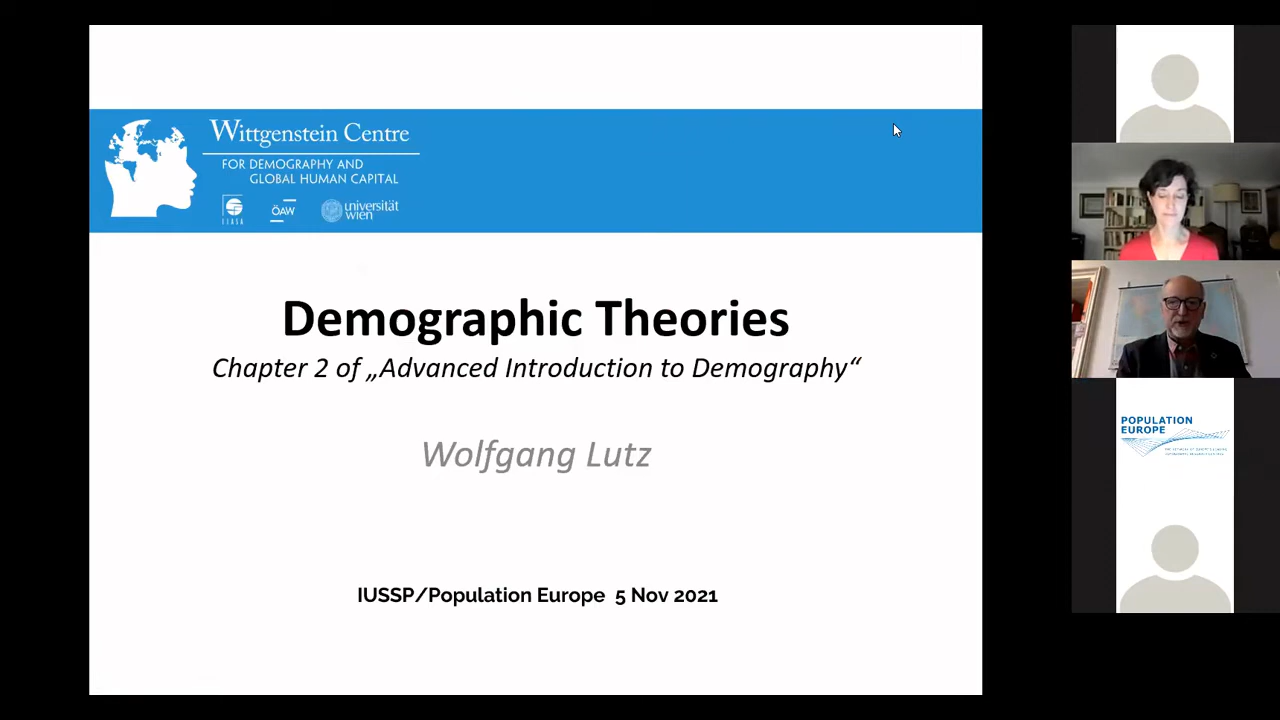 Wittgenstein Centre
FOR DEMOGRAPHY AND
GLOBAL HUMAN CAPITAL
IIASA
ÖAW
universität
wien
Demographic Theories
Chapter 2 of „Advanced Introduction to Demography“
Wolfgang Lutz
IUSSP/Population Europe 5 Nov 2021
POPULATION
EUROPE